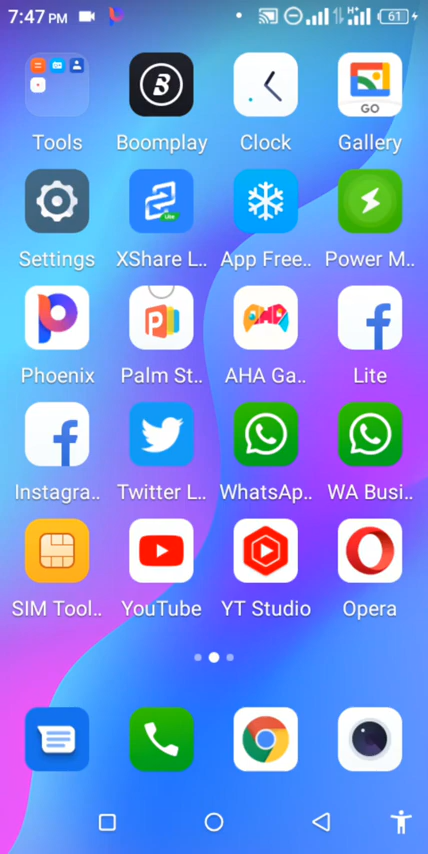 7:47 PM H+ 61
Tools Boomplay Clock Gallery
GO
Settings XShare L.. App Free.. Power M..
Lite
Phoenix Palm St.. AHA Ga.. Lite
Instagra.. Twitter L.. WhatsAp.. WA Busi..
SIM Tool.. YouTube YT Studio Opera